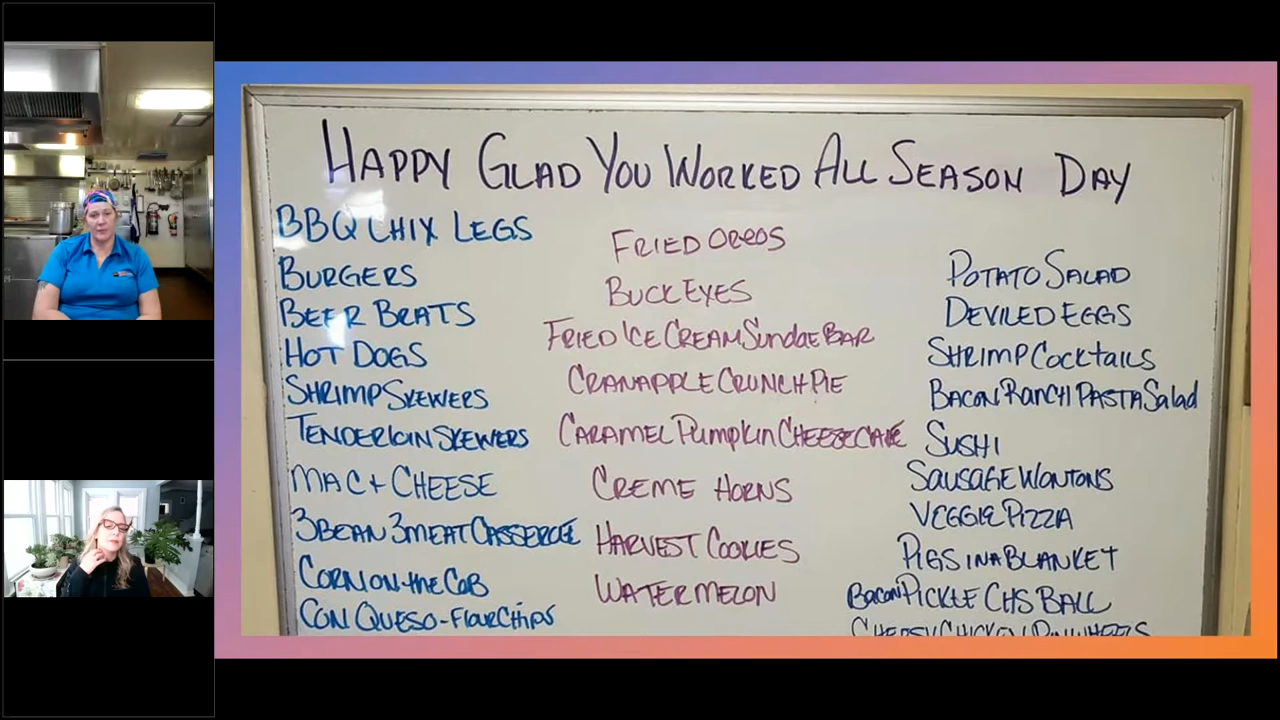 HAPPY GLAD YOU WORKED ALL SEASON DAY
BBQ CHIX LEGS
BURGERS
BEER BRATS
HOT DOGS
SHRIMP SKEWERS
TENDERLOIN SKEWERS
MAC + CHEESE
3 BEAN 3 MEAT CASSEROLE
CORN ON THE COB
CON QUESO - FLOUR CHIPS
FRIED OREOS
BUCKEYES
FRIED ICE CREAM SUNDAE BAR
CRANAPPLE CRUNCH PIE
CARAMEL PUMPKIN CHEESECAKE
CREME HORNS
HARVEST COOKIES
WATERMELON
POTATO SALAD
DEVILED EGGS
SHRIMP COCKTAILS
BACON RANCH PASTA SALAD
SUSHI
SAUSAGE WONTONS
VEGGIE PIZZA
PIGS IN A BLANKET
BACON PICKLE CHS BALL
CHEESY CHICKEN PINWHEELS